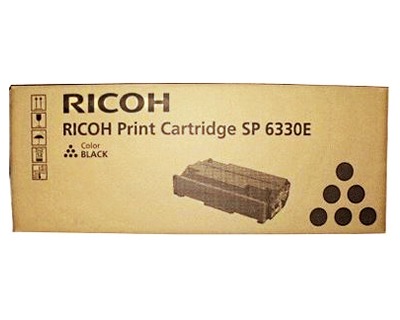 RICOH
RICOH Print Cartridge SP 6330E
Color
BLACK